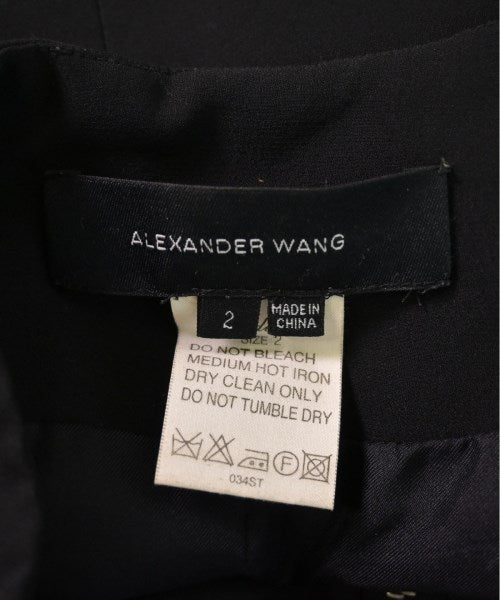 ALEXANDER WANG
2
MADE IN
CHINA
SIZE 2
DO NOT BLEACH
MEDIUM HOT IRON
DRY CLEAN ONLY
DO NOT TUMBLE DRY
F
034ST